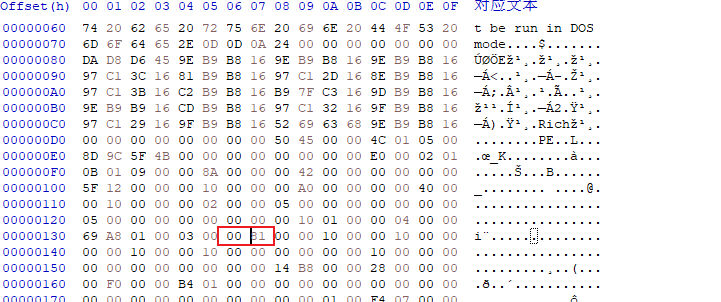 Offset(h) 00 01 02 03 04 05 06 07 08 09 0A 0B 0C 0D 0E 0F 对应文本
00000060 74 20 62 65 20 72 75 6E 20 69 6E 20 44 4F 53 20 t be run in DOS
00000070 6D 6F 64 65 2E 0D 0D 0A 24 00 00 00 00 00 00 00 mode....$.......
00000080 DA D8 D6 45 9E B9 B8 16 9E B9 B8 16 9E B9 B8 16 ÚØÖEž¹¸.ž¹¸.ž¹¸.
00000090 97 C1 3C 16 81 B9 B8 16 97 C1 2D 16 8E B9 B8 16 —Á<..¹¸.—Á-.Ž¹¸.
000000A0 97 C1 3B 16 C2 B9 B8 16 B9 7F C3 16 9D B9 B8 16 —Á;.Â¹¸.¹.Ã..¹¸.
000000B0 9E B9 B9 16 CD B9 B8 16 97 C1 32 16 9F B9 B8 16 ž¹¹.Í¹¸.—Á2.Ÿ¹¸.
000000C0 97 C1 29 16 9F B9 B8 16 52 69 63 68 9E B9 B8 16 —Á).Ÿ¹¸.Richž¹¸.
000000D0 00 00 00 00 00 00 00 00 50 45 00 00 4C 01 05 00 ........PE..L...
000000E0 8D 9C 5F 4B 00 00 00 00 00 00 00 00 E0 00 02 01 .œ_K........à...
000000F0 0B 01 09 00 00 8A 00 00 00 42 00 00 00 00 00 00 .....Š...B......
00000100 5F 12 00 00 00 10 00 00 00 A0 00 00 00 00 40 00 _........ ....@.
00000110 00 10 00 00 00 02 00 00 05 00 00 00 00 00 00 00 ................
00000120 05 00 00 00 00 00 00 00 00 10 01 00 00 04 00 00 ................
00000130 69 A8 01 00 03 00 00 81 00 00 10 00 00 10 00 00 i¨..............
00000140 00 00 10 00 00 10 00 00 00 00 00 00 10 00 00 00 ................
00000150 00 00 00 00 00 00 00 00 14 B8 00 00 28 00 00 00 .........¸..(...
00000160 00 F0 00 00 B4 01 00 00 00 00 00 00 00 00 00 00 .ð..´...........
00000170 00 00 00 00 00 00 00 00 00 00 01 00 F4 07 00 00